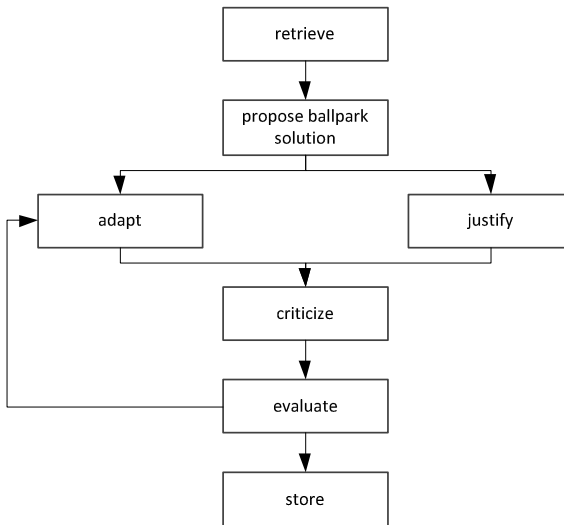 retrieve
propose ballpark
solution
adapt
justify
criticize
evaluate
store